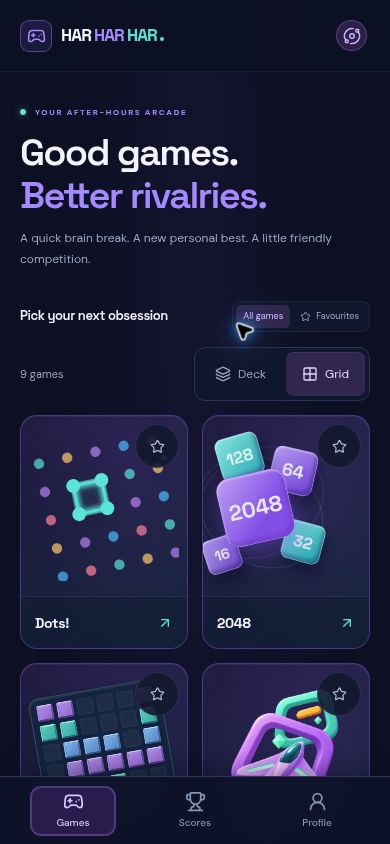 HAR HAR HAR.
YOUR AFTER-HOURS ARCADE
Good games.
Better rivalries.
A quick brain break. A new personal best. A little friendly
competition.
Pick your next obsession
All games
Favourites
9 games
Deck
Grid
128
64
2048
16
32
Dots!
2048
Games
Scores
Profile